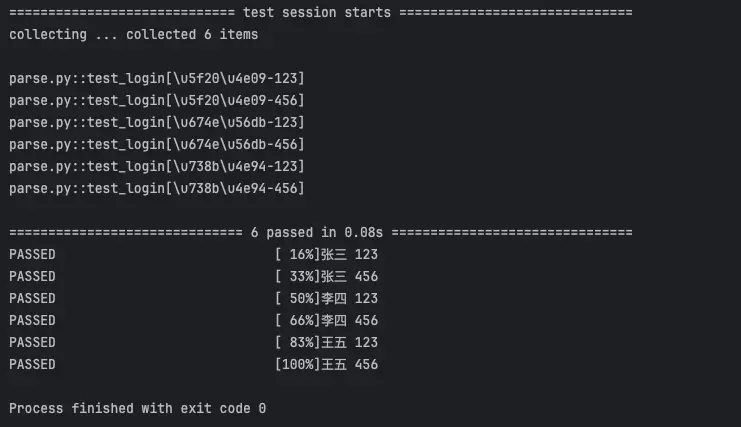 ============================= test session starts ==============================
collecting ... collected 6 items
parse.py::test_login[\u5f20\u4e09-123]
parse.py::test_login[\u5f20\u4e09-456]
parse.py::test_login[\u674e\u56db-123]
parse.py::test_login[\u674e\u56db-456]
parse.py::test_login[\u738b\u4e94-123]
parse.py::test_login[\u738b\u4e94-456]
============================== 6 passed in 0.08s ===============================
PASSED                            [ 16%]张三 123
PASSED                            [ 33%]张三 456
PASSED                            [ 50%]李四 123
PASSED                            [ 66%]李四 456
PASSED                            [ 83%]王五 123
PASSED                            [100%]王五 456
Process finished with exit code 0